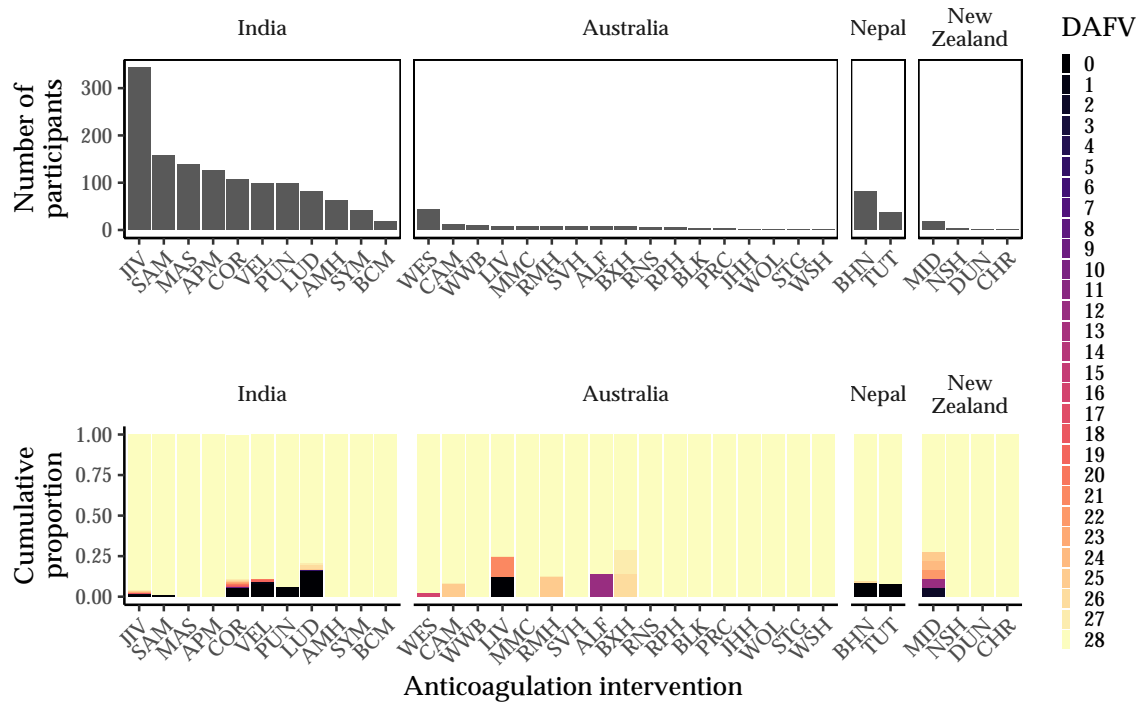 India
Australia
Nepal
New
Zealand
Number of
participants
300
200
100
0
JIV
SAM
MAS
APM
COR
VEL
PUN
LUD
AMH
SYM
BCM
WES
CAM
WWB
LIV
MMC
RMH
SVH
ALF
BXH
RNS
RPH
BLK
PRC
JHH
WOL
STG
WSH
BHN
TUT
MID
NSH
DUN
CHR
India
Australia
Nepal
New
Zealand
Cumulative
proportion
1.00
0.75
0.50
0.25
0.00
JIV
SAM
MAS
APM
COR
VEL
PUN
LUD
AMH
SYM
BCM
WES
CAM
WWB
LIV
MMC
RMH
SVH
ALF
BXH
RNS
RPH
BLK
PRC
JHH
WOL
STG
WSH
BHN
TUT
MID
NSH
DUN
CHR
Anticoagulation intervention
DAFV
0
1
2
3
4
5
6
7
8
9
10
11
12
13
14
15
16
17
18
19
20
21
22
23
24
25
26
27
28